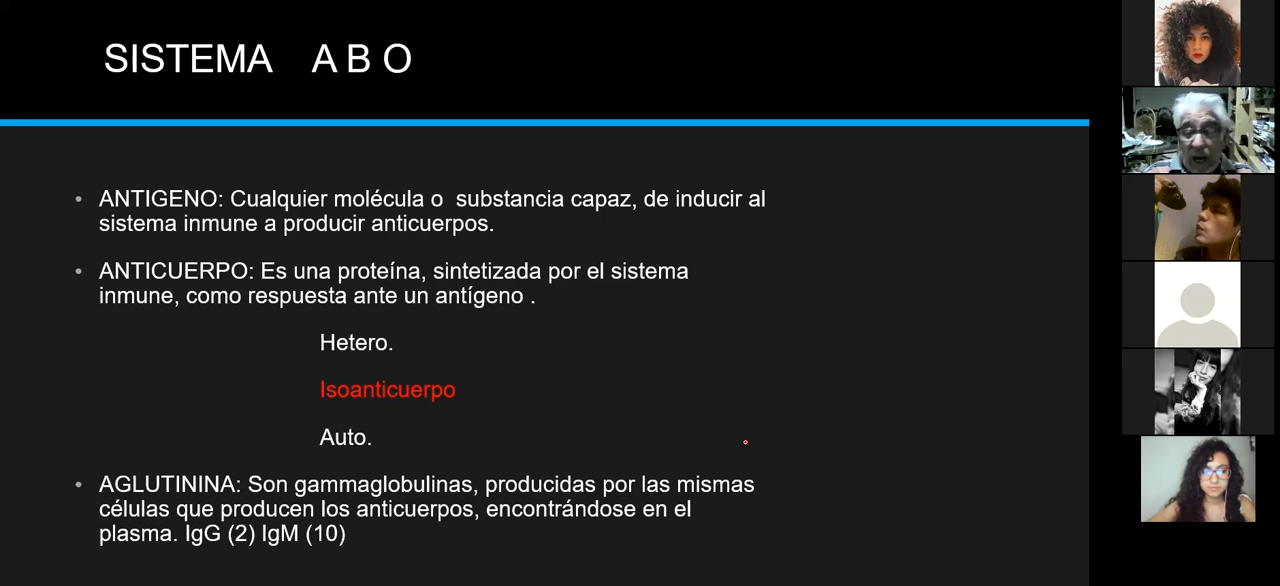 SISTEMA A B O
• ANTIGENO: Cualquier molécula o substancia capaz, de inducir al
sistema inmune a producir anticuerpos.
• ANTICUERPO: Es una proteína, sintetizada por el sistema
inmune, como respuesta ante un antígeno .
Hetero.
Isoanticuerpo
Auto.
• AGLUTININA: Son gammaglobulinas, producidas por las mismas
células que producen los anticuerpos, encontrándose en el
plasma. IgG (2) IgM (10)